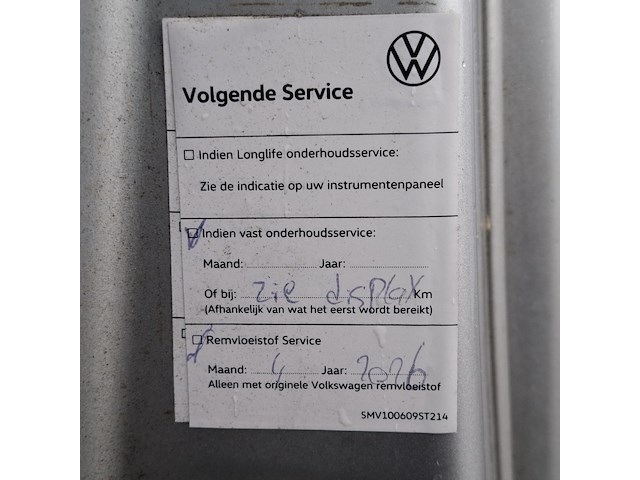 Volgende Service
☐ Indien Longlife onderhoudsservice:
Zie de indicatie op uw instrumentenpaneel
☑ Indien vast onderhoudsservice:
Maand: Jaar:
Of bij: zie display Km
(Afhankelijk van wat het eerst wordt bereikt)
☑ Remvloeistof Service
Maand: 4 Jaar: 2026
Alleen met originele Volkswagen remvloeistof
SMV100609ST214